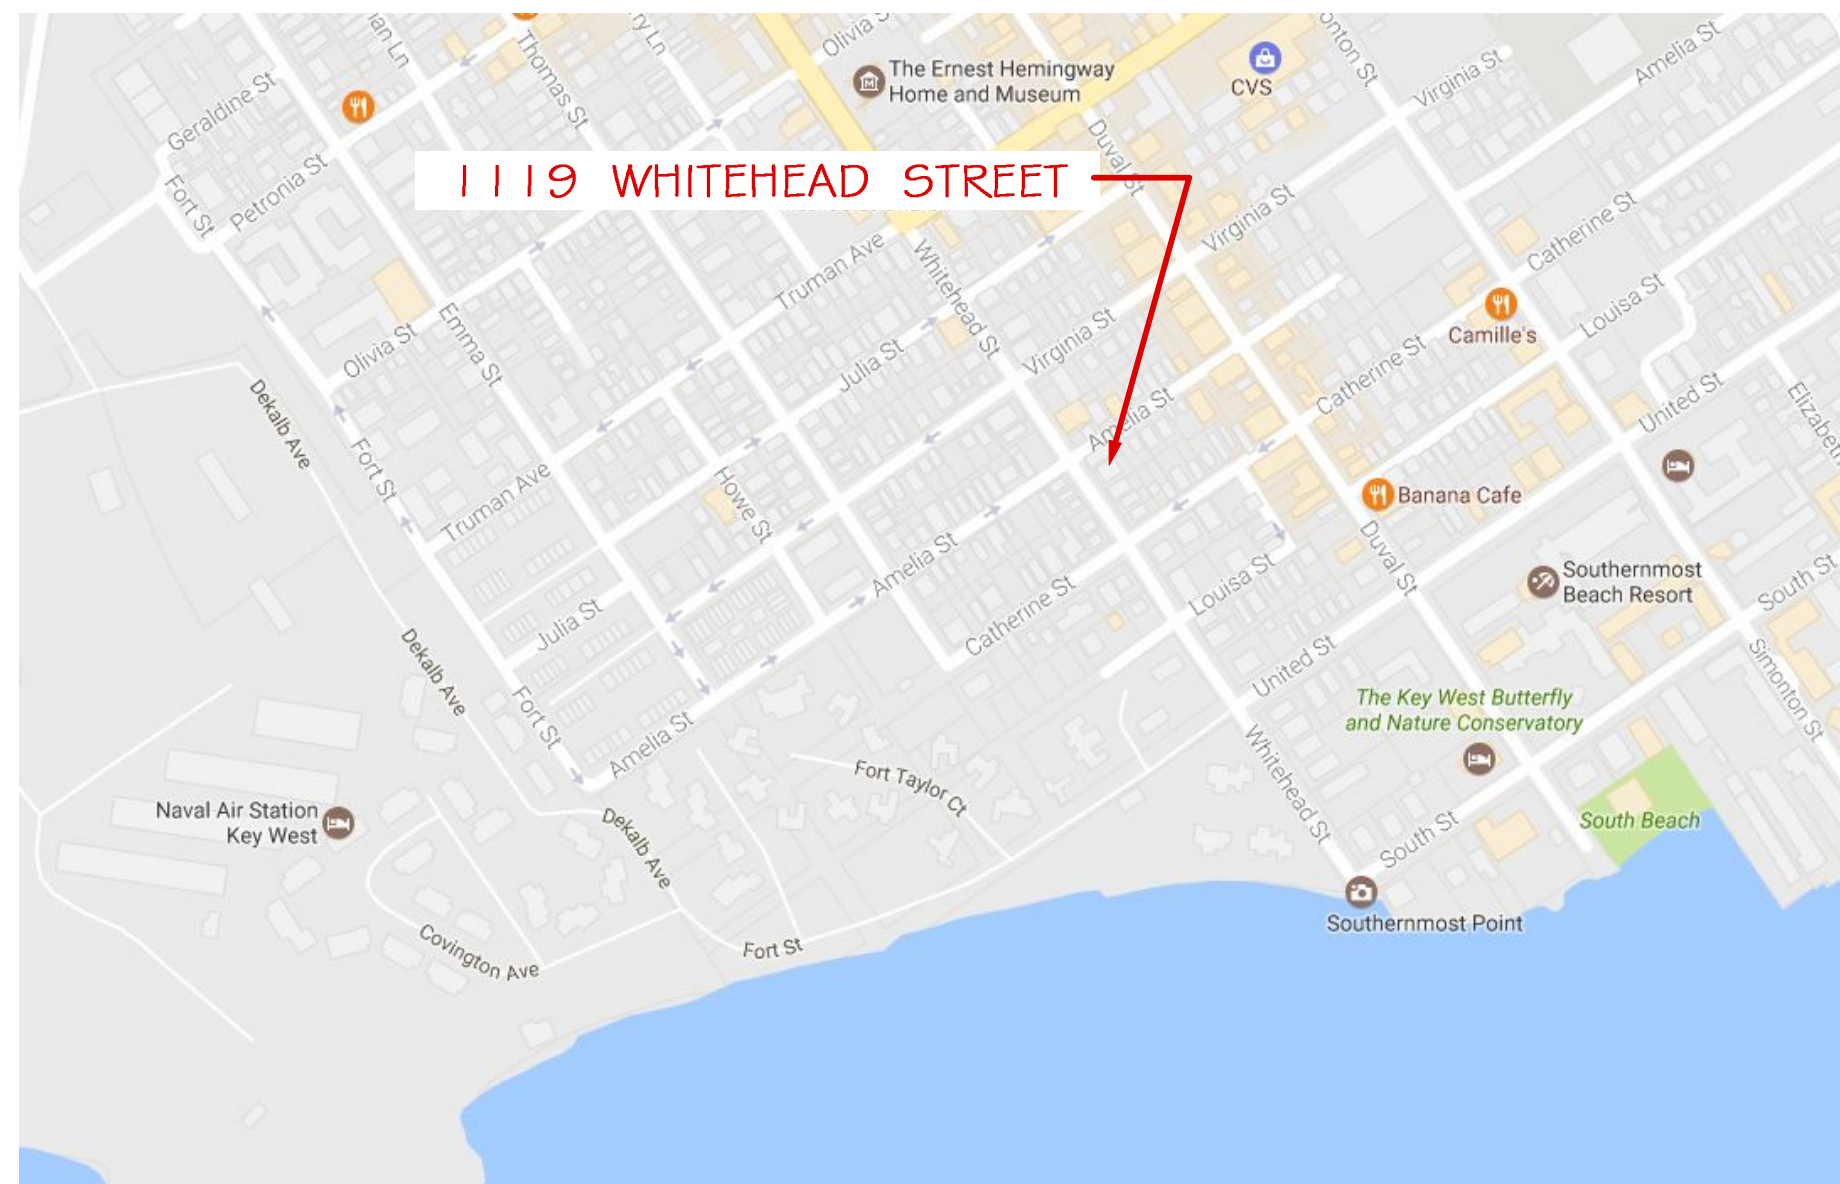 Olivia S
The Ernest Hemingway
Home and Museum
CVS
onton St
Virginia St
Amelia St
Thomas St
ry Ln
an Ln
Geraldine St
Petronia St
Fort St
1119 WHITEHEAD STREET
Duval St
Virginia St
Catherine St
Louisa St
Truman Ave
Whitehead St
Olivia St
Emma St
Julia St
Virginia St
Camille's
Catherine St
Amelia St
United St
Elizabeth
Dekalb Ave
Fort St
Truman Ave
Howe St
Banana Cafe
Amelia St
Duval St
Southernmost
Beach Resort
South St
Louisa St
Catherine St
Julia St
Dekalb Ave
United St
Simonton St
Fort St
Amelia St
The Key West Butterfly
and Nature Conservatory
Whitehead St
Fort Taylor Ct
South Beach
South St
Naval Air Station
Key West
Dekalb Ave
Southernmost Point
Covington Ave
Fort St